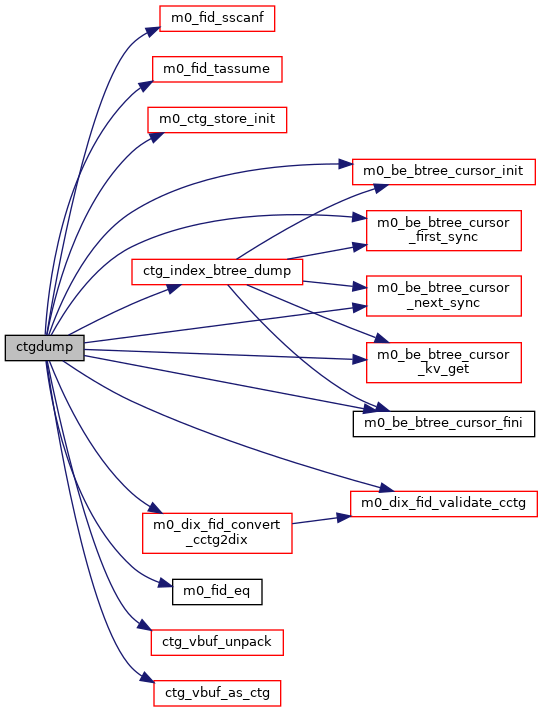 m0_fid_sscanf
m0_fid_tassume
m0_ctg_store_init
m0_be_btree_cursor_init
m0_be_btree_cursor
_first_sync
ctg_index_btree_dump
m0_be_btree_cursor
_next_sync
ctgdump
m0_be_btree_cursor
_kv_get
m0_be_btree_cursor_fini
m0_dix_fid_validate_cctg
m0_dix_fid_convert
_cctg2dix
m0_fid_eq
ctg_vbuf_unpack
ctg_vbuf_as_ctg